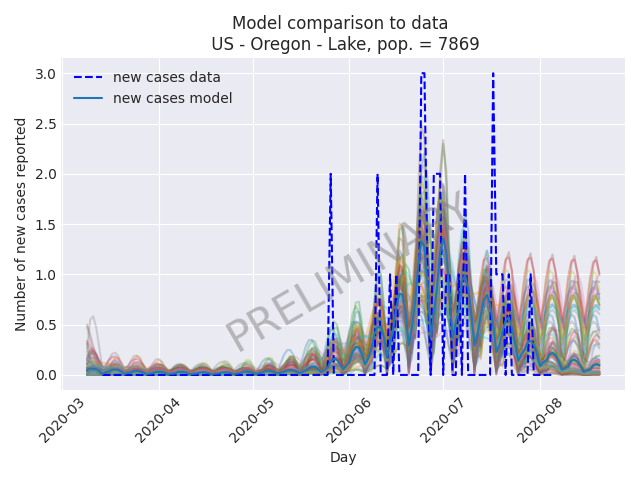 Model comparison to data
US - Oregon - Lake, pop. = 7869
new cases data
new cases model
Number of new cases reported
3.0
2.5
2.0
1.5
1.0
0.5
0.0
PRELIMINARY
2020-03
2020-04
2020-05
2020-06
2020-07
2020-08
Day